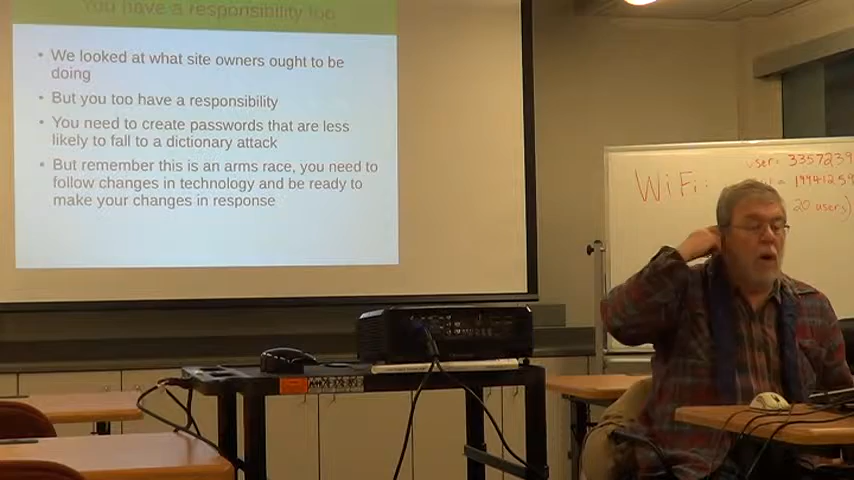 You have a responsibility too
• We looked at what site owners ought to be
doing
• But you too have a responsibility
• You need to create passwords that are less
likely to fall to a dictionary attack
• But remember this is an arms race, you need to
follow changes in technology and be ready to
make your changes in response
WiFi:
user= 3357239
= 19441259
20 users)